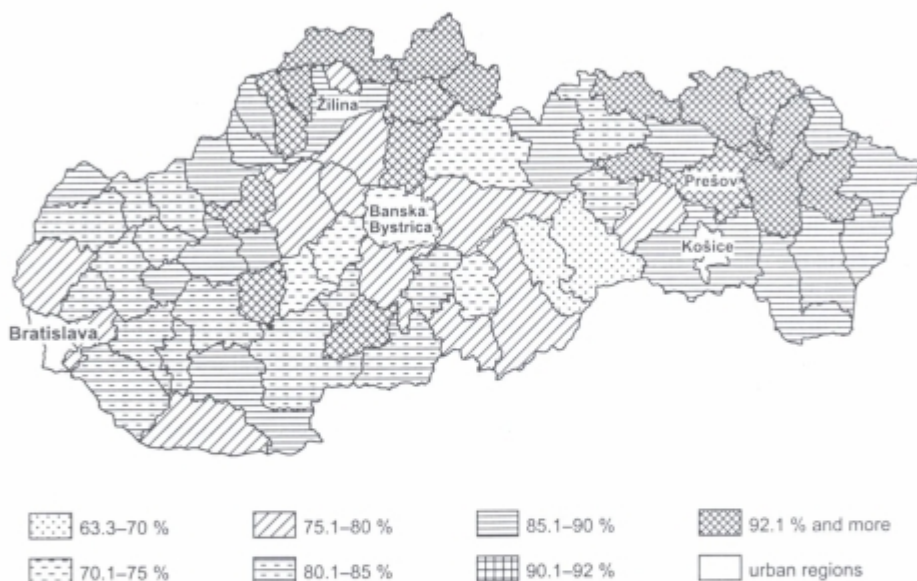 Žilina
Prešov
Banska
Bystrica
Košice
Bratislava
63.3–70 %
75.1–80 %
85.1–90 %
92.1 % and more
70.1–75 %
80.1–85 %
90.1–92 %
urban regions